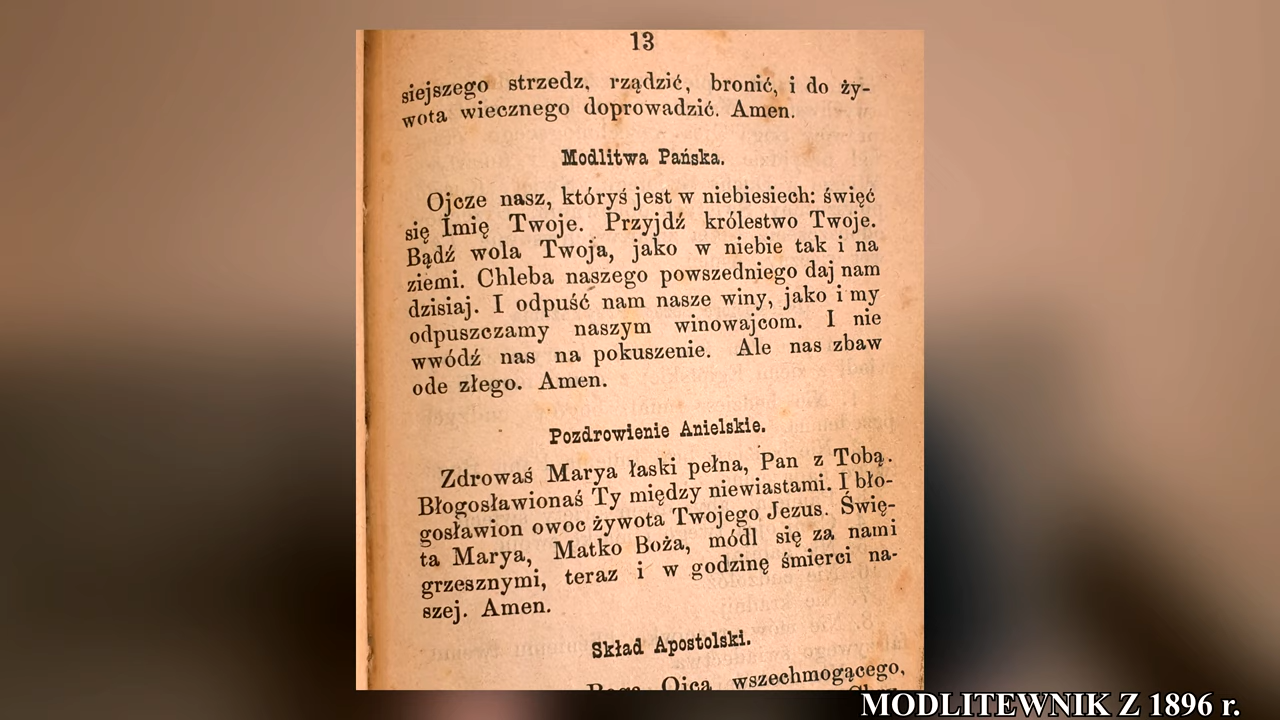 13
siejszego strzedz, rządzić, bronić, i do ży-
wota wiecznego doprowadzić. Amen.
Modlitwa Pańska.
Ojcze nasz, któryś jest w niebiesiech: święć
się Imię Twoje. Przyjdź królestwo Twoje.
Bądź wola Twoja, jako w niebie tak i na
ziemi. Chleba naszego powszedniego daj nam
dzisiaj. I odpuść nam nasze winy, jako i my
odpuszczamy naszym winowajcom. I nie
wwódź nas na pokuszenie. Ale nas zbaw
ode złego. Amen.
Pozdrowienie Anielskie.
Zdrowaś Marya łaski pełna, Pan z Tobą.
Błogosławionaś Ty między niewiastami. I bło-
gosławion owoc żywota Twojego Jezus. Świę-
ta Marya, Matko Boża, módl się za nami
grzesznymi, teraz i w godzinę śmierci na-
szej. Amen.
Skład Apostolski.
Boga Ojca wszechmogącego,
MODLITEWNIK Z 1896 r.